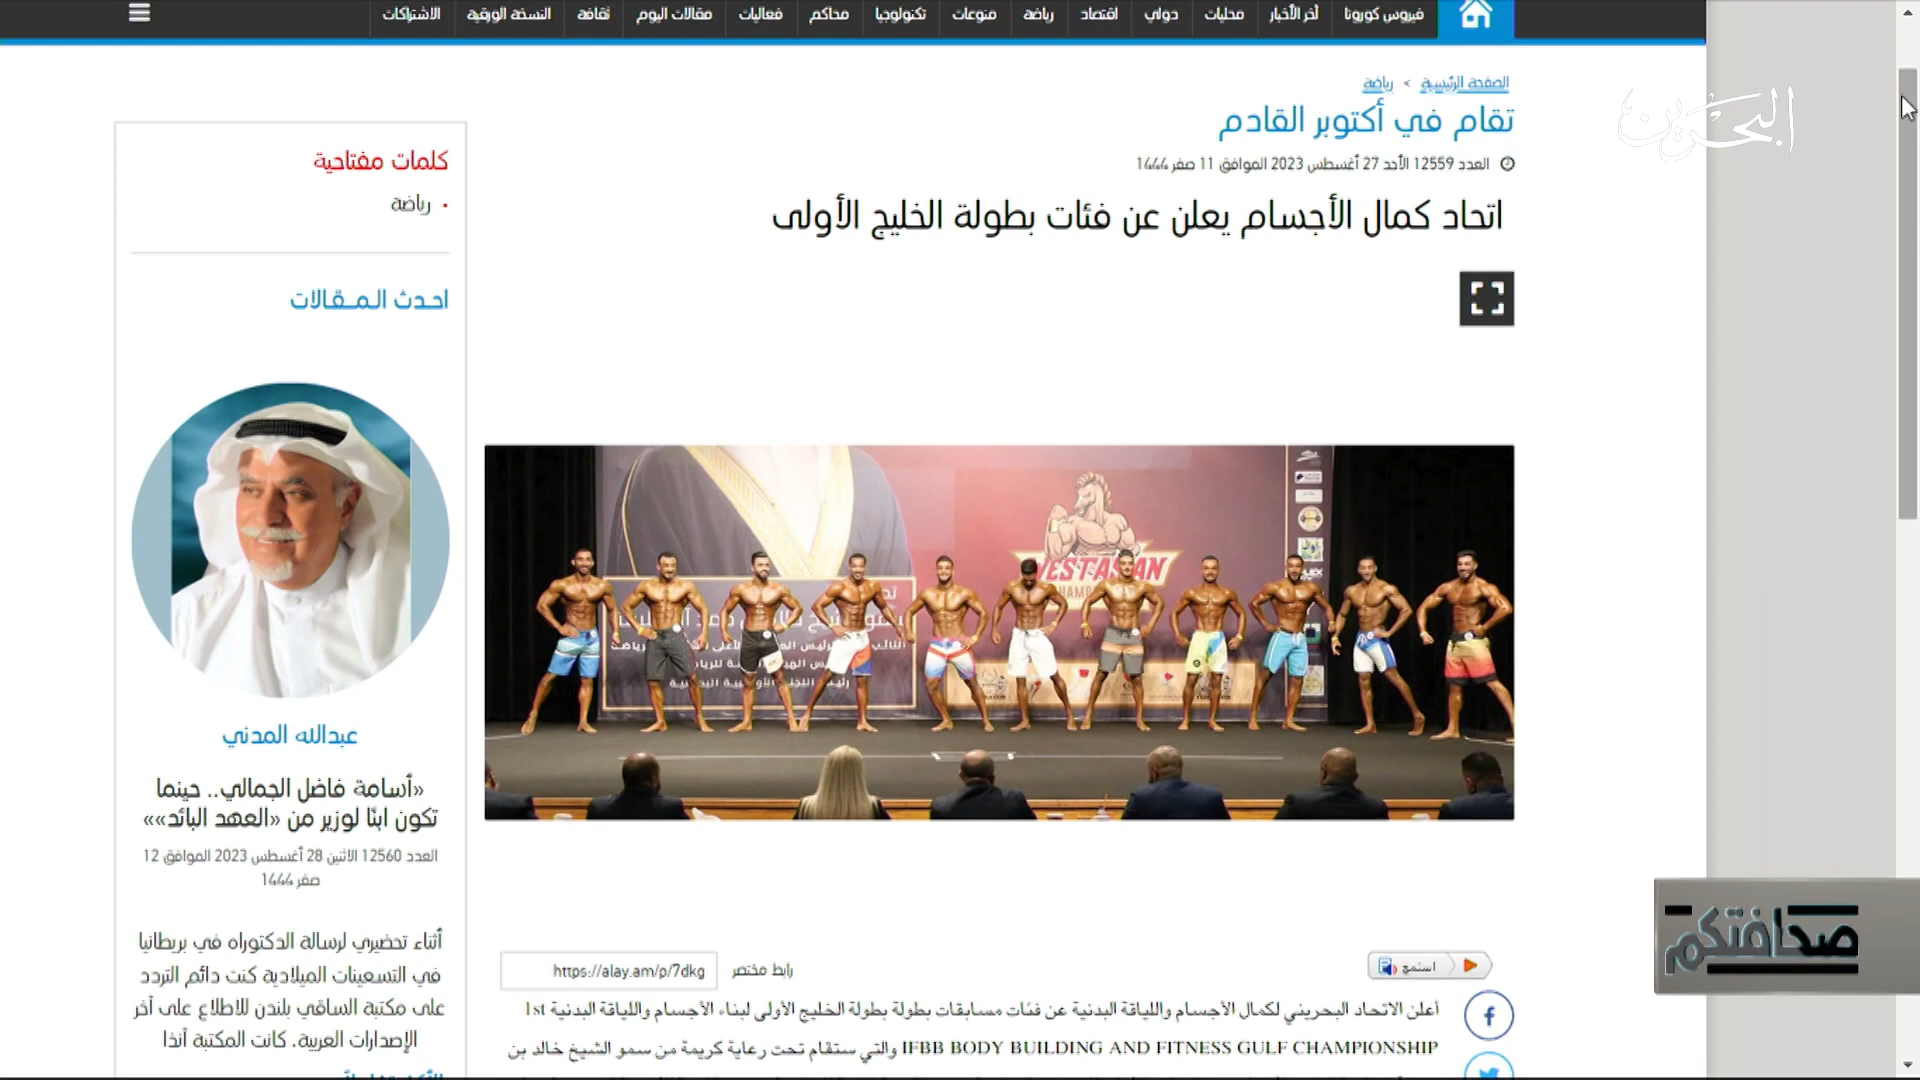 فيروس كورونا
أخر الأخبار
محليات
دولي
اقتصاد
رياضة
منوعات
تكنولوجيا
محاكم
فعاليات
مقالات اليوم
ثقافة
النسخة الورقية
الاشتراكات
الصفحة الرئيسية > رياضة
تقام في أكتوبر القادم
العدد 12559 الأحد 27 أغسطس 2023 الموافق 11 صفر 1444
اتحاد كمال الأجسام يعلن عن فئات بطولة الخليج الأولى
البحرين
WEST ASIAN
رابط مختصر
https://alay.am/p/7dkg
استمع
أعلن الاتحاد البحريني لكمال الأجسام واللياقة البدنية عن فئات مسابقات بطولة بطولة الخليج الأولى لبناء الأجسام واللياقة البدنية 1st
IFBB BODY BUILDING AND FITNESS GULF CHAMPIONSHIP والتي ستقام تحت رعاية كريمة من سمو الشيخ خالد بن
كلمات مفتاحية
رياضة
احدث المقالات
عبدالله المدني
«أسامة فاضل الجمالي.. حينما
تكون ابنًا لوزير من «العهد البائد»»
العدد 12560 الاثنين 28 أغسطس 2023 الموافق 12
صفر 1444
أثناء تحضيري لرسالة الدكتوراه في بريطانيا
في التسعينات الميلادية كنت دائم التردد
على مكتبة الساقي بلندن للاطلاع على آخر
الإصدارات العربية. كانت المكتبة آنذا
صحافتكم